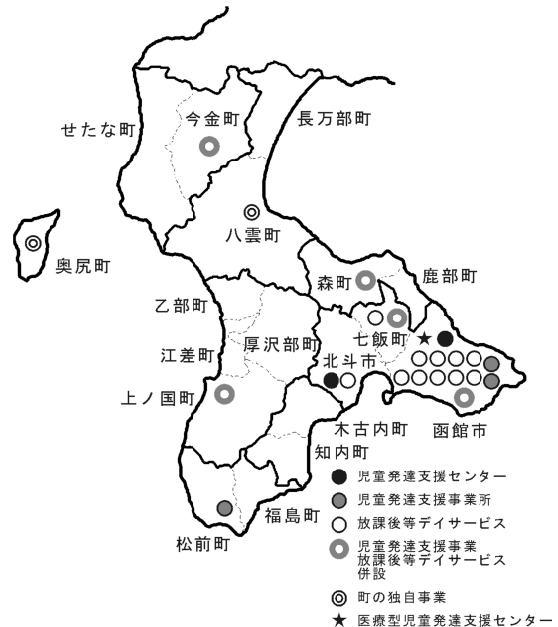 せたな町
今金町
長万部町
八雲町
奥尻町
森町
鹿部町
乙部町
七飯町
江差町
厚沢部町
北斗市
上ノ国町
木古内町
函館市
知内町
福島町
松前町
児童発達支援センター
児童発達支援事業所
放課後等デイサービス
児童発達支援事業
放課後等デイサービス
併設
町の独自事業
医療型児童発達支援センター